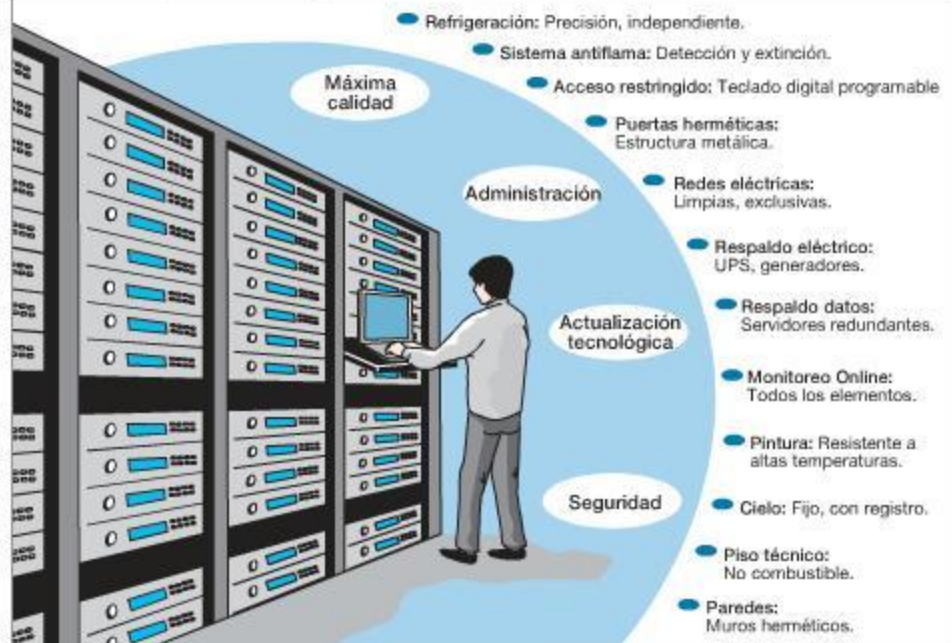 Refrigeración: Precisión, independiente.
Sistema antiflama: Detección y extinción.
Máxima
calidad
Acceso restringido: Teclado digital programable
Puertas herméticas:
Estructura metálica.
Administración
Redes eléctricas:
Limpias, exclusivas.
Respaldo eléctrico:
UPS, generadores.
Actualización
tecnológica
Respaldo datos:
Servidores redundantes.
Monitoreo Online:
Todos los elementos.
Pintura: Resistente a
altas temperaturas.
Seguridad
Cielo: Fijo, con registro.
Piso técnico:
No combustible.
Paredes:
Muros herméticos.